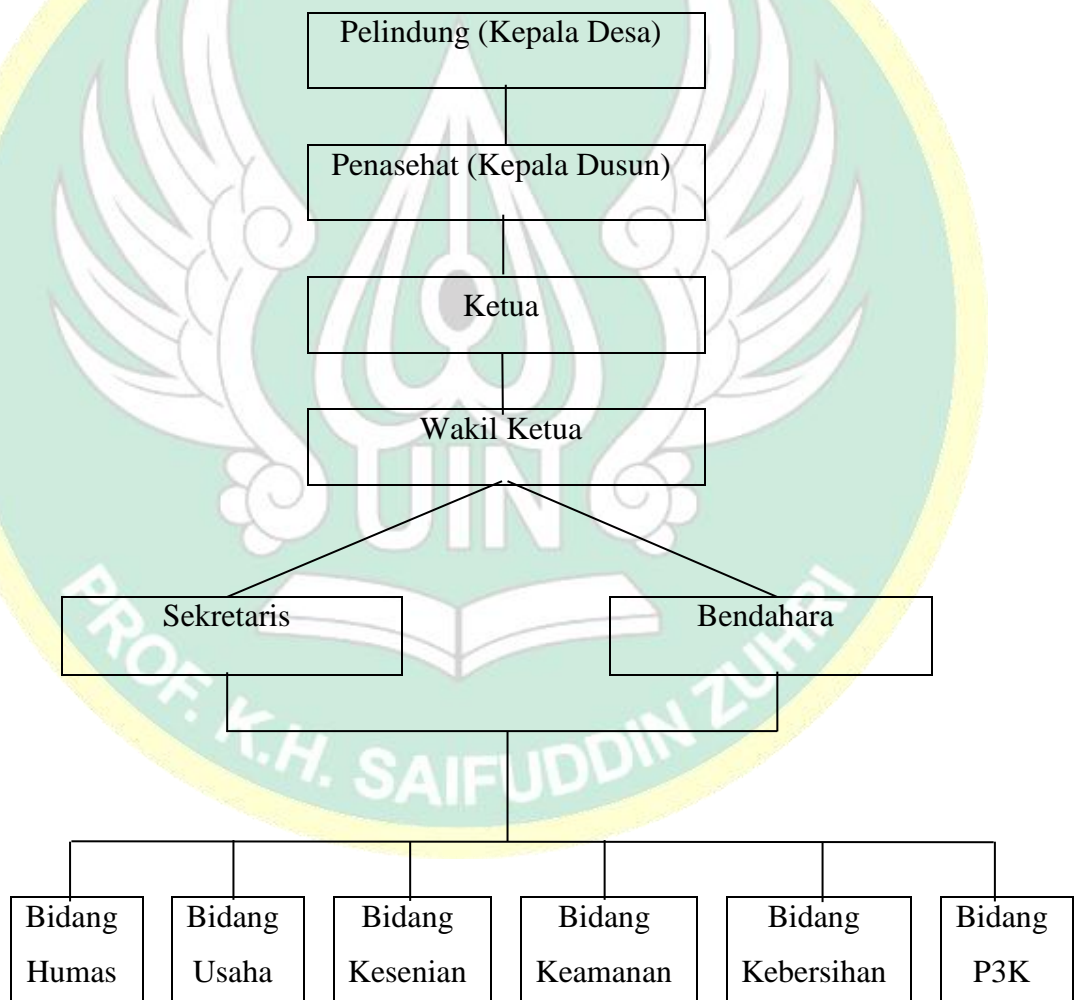 Pelindung (Kepala Desa)
Penasehat (Kepala Dusun)
Ketua
Wakil Ketua
UIN
Sekretaris
Bendahara
PROF. K.H. SAIFUDDIN ZUHRI
Bidang
Humas
Bidang
Usaha
Bidang
Kesenian
Bidang
Keamanan
Bidang
Kebersihan
Bidang
P3K